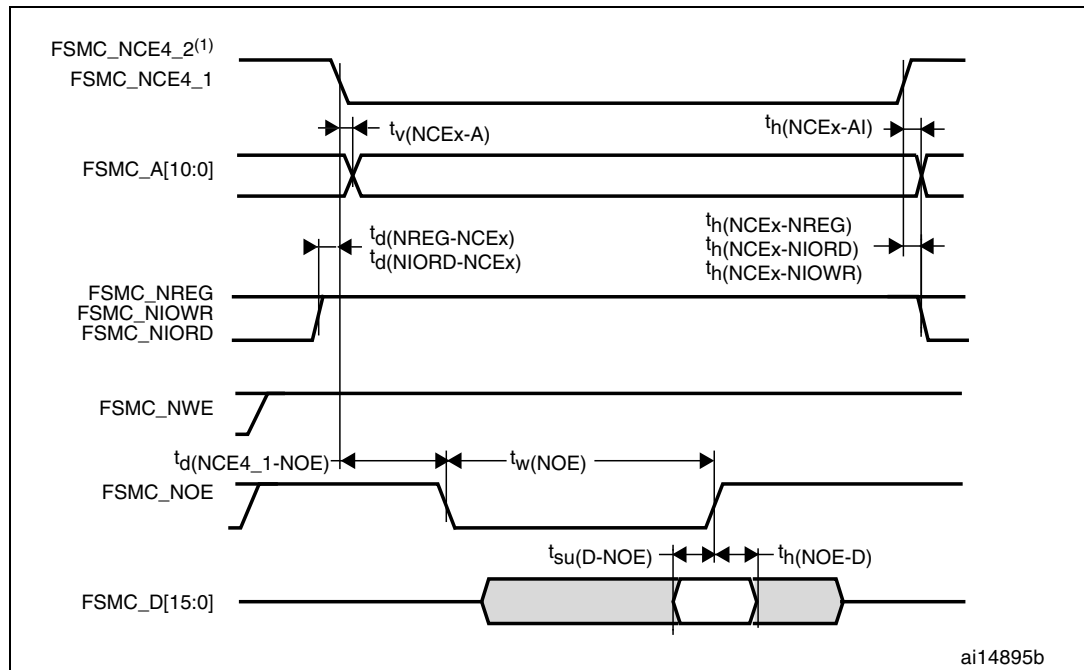 FSMC_NCE4_2(1)
FSMC_NCE4_1
tv(NCEx-A)
th(NCEx-AI)
FSMC_A[10:0]
td(NREG-NCEx)
td(NIORD-NCEx)
th(NCEx-NREG)
th(NCEx-NIORD)
th(NCEx-NIOWR)
FSMC_NREG
FSMC_NIOWR
FSMC_NIORD
FSMC_NWE
td(NCE4_1-NOE)
tw(NOE)
FSMC_NOE
tsu(D-NOE)
th(NOE-D)
FSMC_D[15:0]
ai14895b